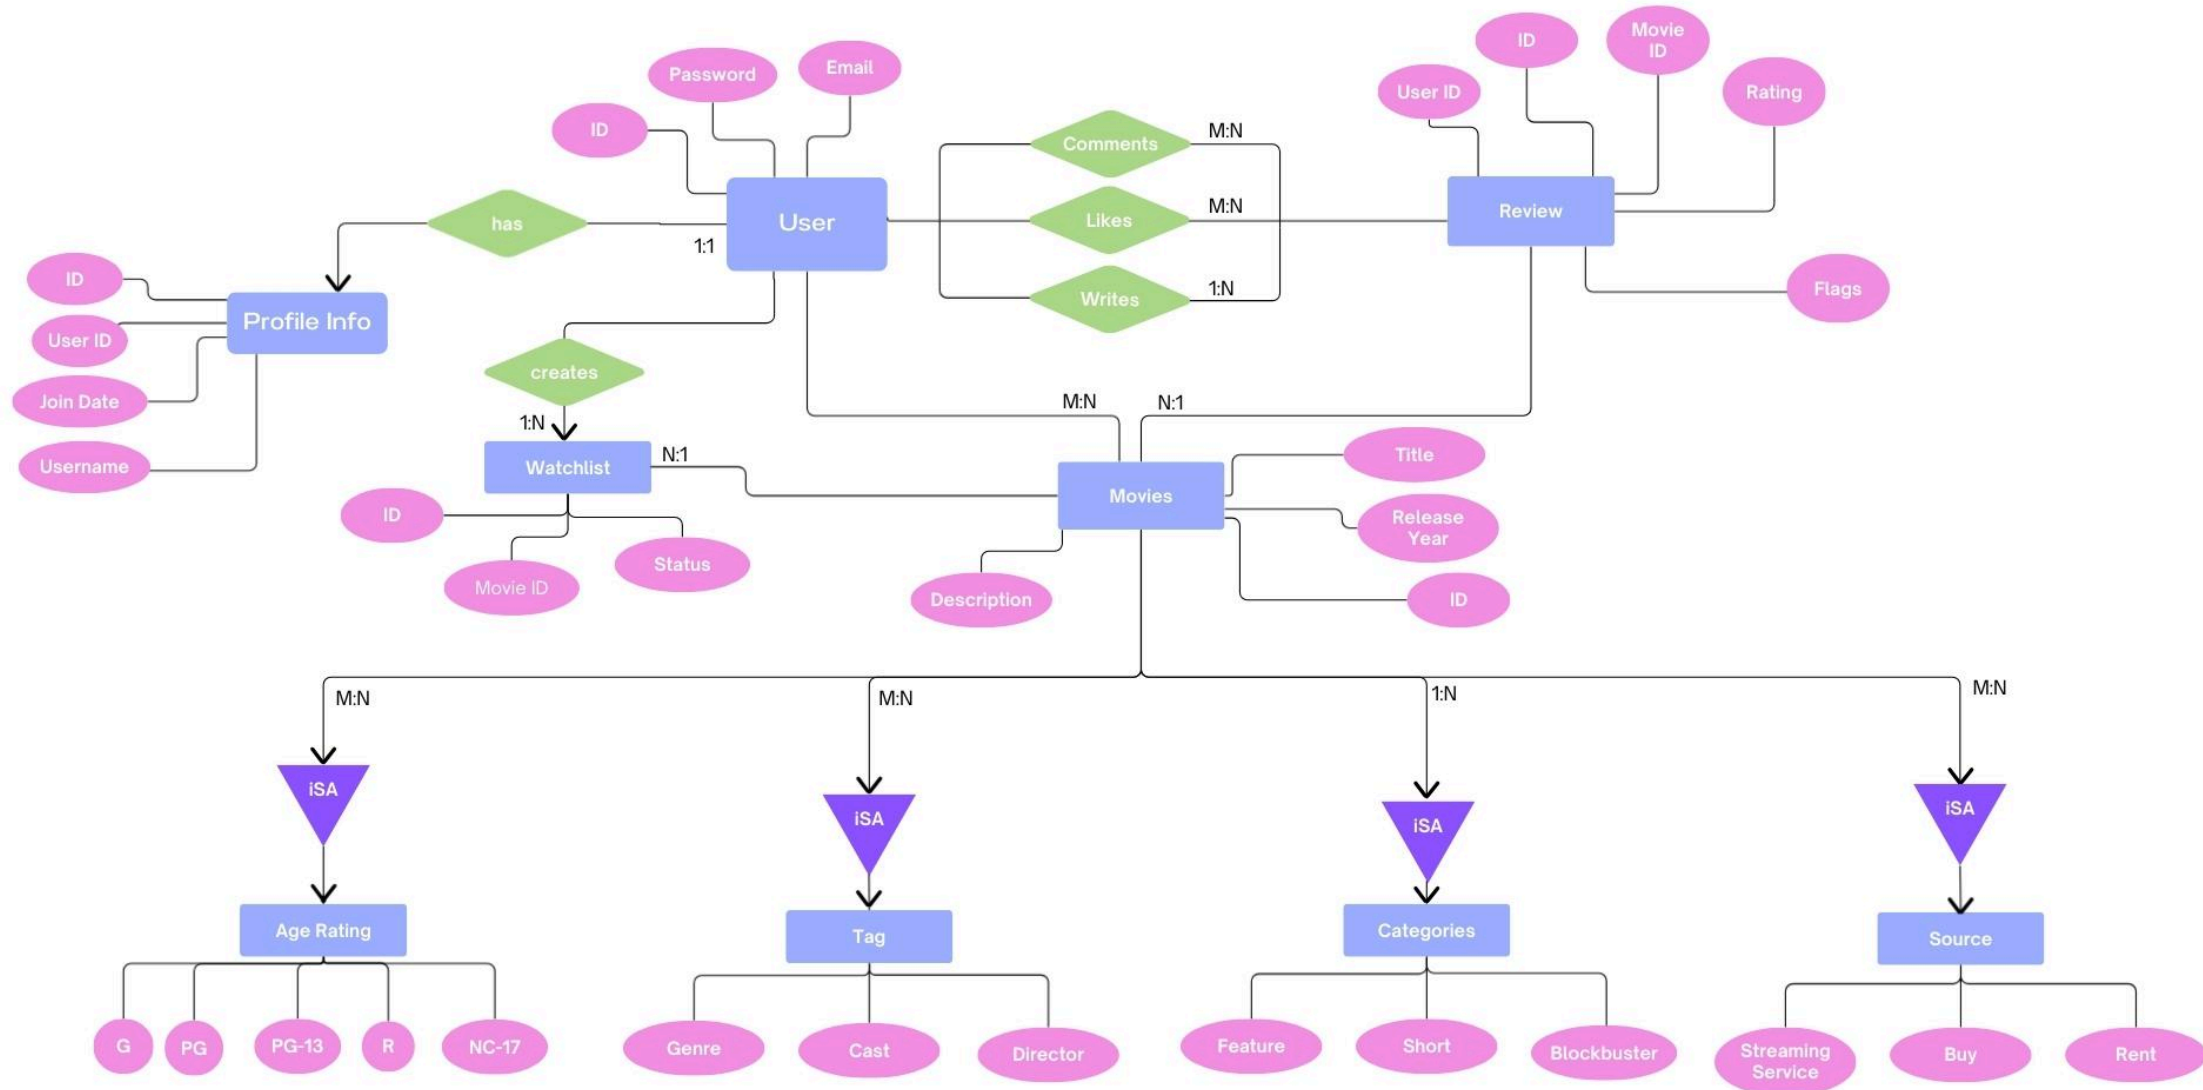 Password
Email
ID
User
has
1:1
Comments
M:N
Likes
M:N
Writes
1:N
User ID
ID
Movie
ID
Rating
Review
Flags
ID
User ID
Join Date
Username
Profile Info
creates
1:N
Watchlist
N:1
ID
Movie ID
Status
M:N
N:1
Movies
Title
Release
Year
ID
Description
M:N
M:N
1:N
M:N
iSA
iSA
iSA
iSA
Age Rating
Tag
Categories
Source
G
PG
PG-13
R
NC-17
Genre
Cast
Director
Feature
Short
Blockbuster
Streaming
Service
Buy
Rent